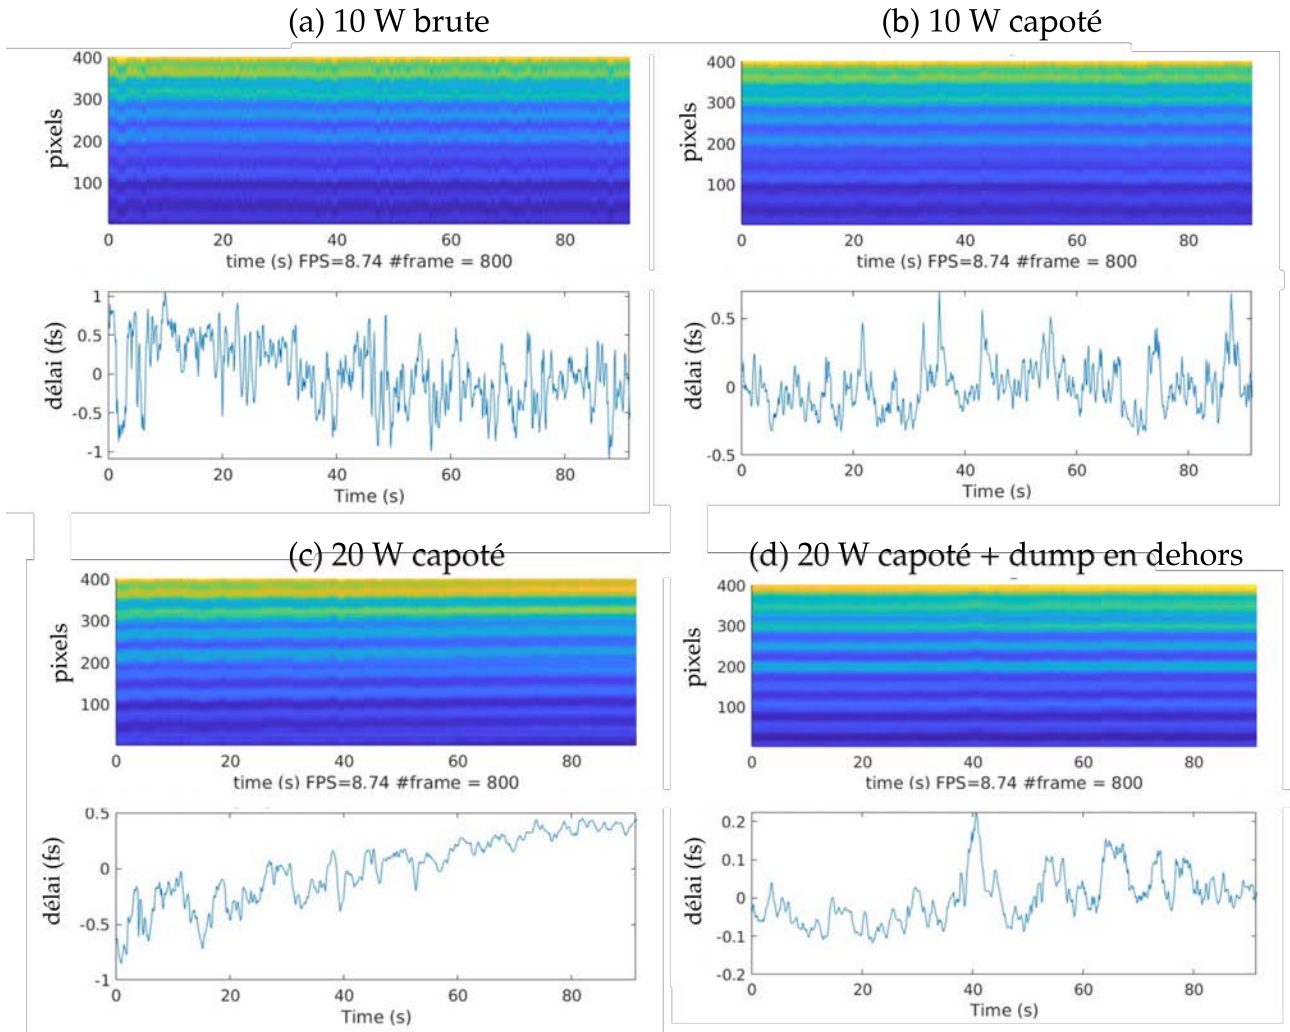 (a) 10 W brute
400
300
200
100
pixels
0 20 40 60 80
time (s) FPS=8.74 #frame = 800
1
0.5
0
-0.5
-1
délai (fs)
0 20 40 60 80
Time (s)
(b) 10 W capoté
400
300
200
100
pixels
0 20 40 60 80
time (s) FPS=8.74 #frame = 800
0.5
0
-0.5
délai (fs)
0 20 40 60 80
Time (s)
(c) 20 W capoté
400
300
200
100
pixels
0 20 40 60 80
time (s) FPS=8.74 #frame = 800
0.5
0
-0.5
-1
délai (fs)
0 20 40 60 80
Time (s)
(d) 20 W capoté + dump en dehors
400
300
200
100
pixels
0 20 40 60 80
time (s) FPS=8.74 #frame = 800
0.2
0.1
0
-0.1
-0.2
délai (fs)
0 20 40 60 80
Time (s)